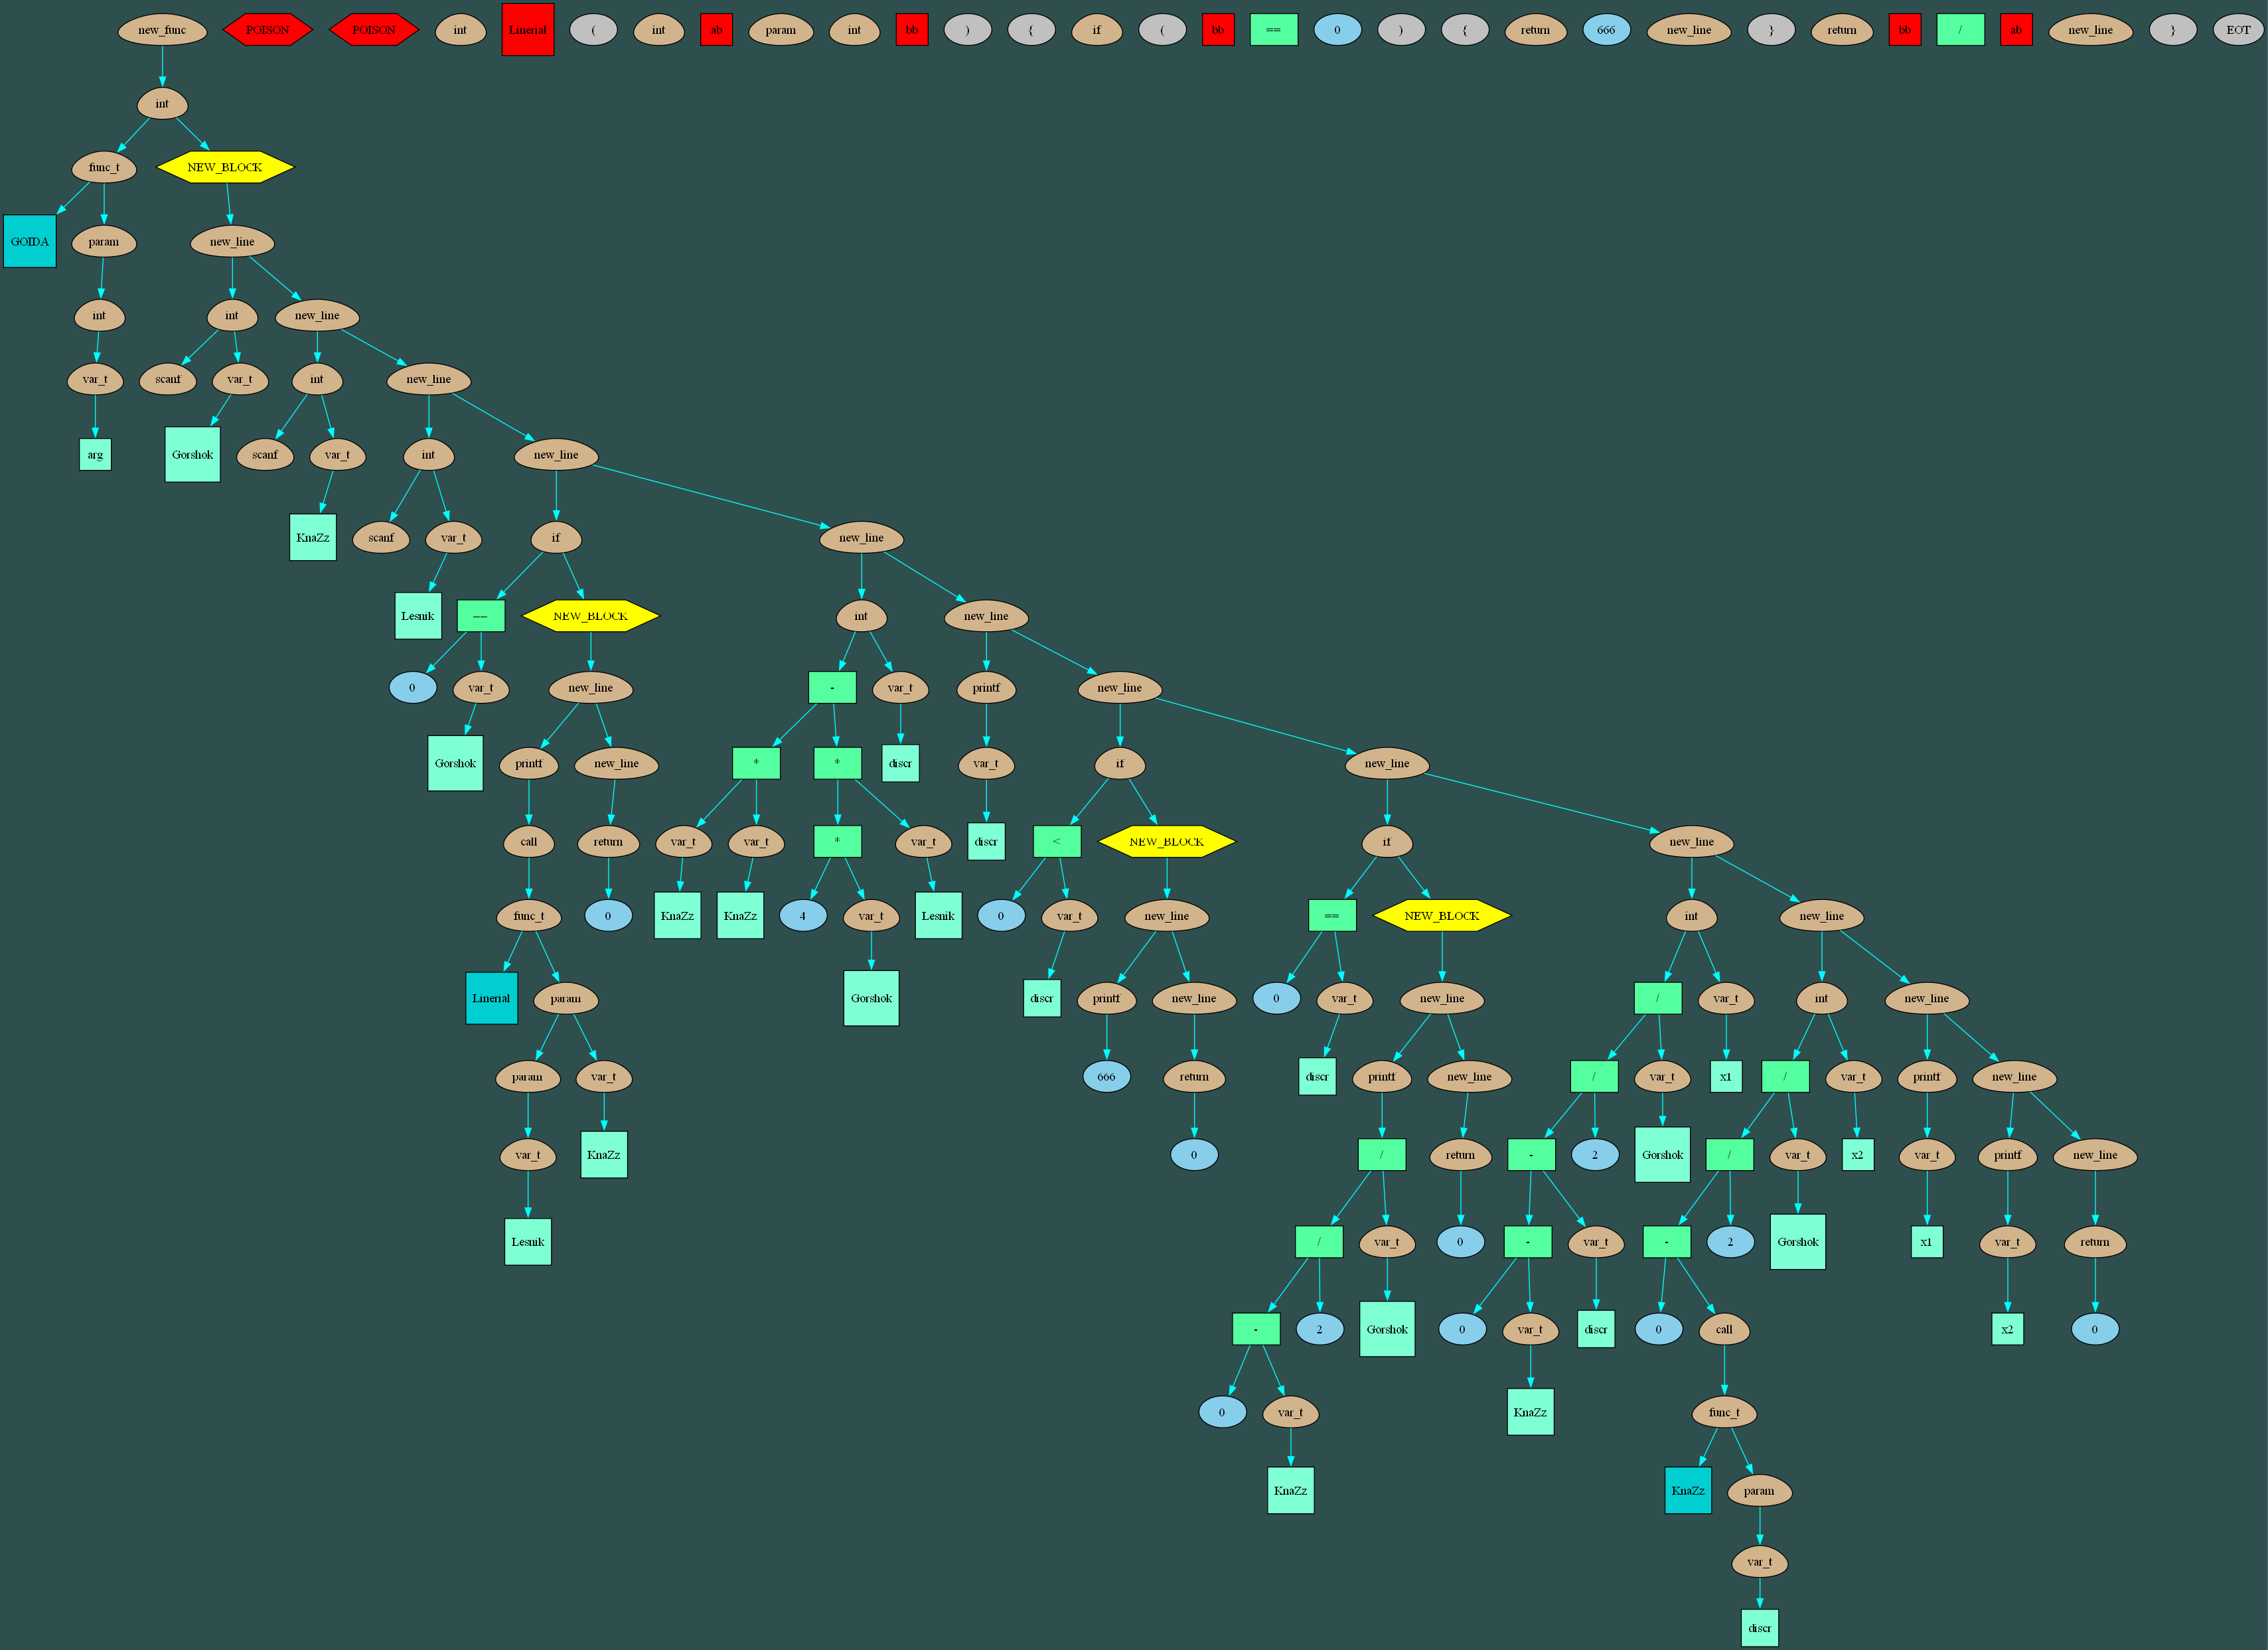 new_func POISON POISON int Linerial ( int ab param int bb ) { if ( bb == 0 ) { return 666 new_line } return bb / ab new_line } EOT
int
func_t NEW_BLOCK
GOIDA param new_line
int int new_line
var_t scanf var_t int new_line
arg Gorshok scanf var_t int new_line
KnaZz scanf var_t if new_line
Lesnik == NEW_BLOCK int new_line
0 var_t new_line - var_t printf new_line
Gorshok printf new_line * * discr var_t if new_line
call return var_t var_t * var_t discr < NEW_BLOCK if new_line
func_t 0 KnaZz KnaZz 4 var_t Lesnik 0 var_t new_line == NEW_BLOCK int new_line
Linerial param Gorshok discr printf new_line 0 var_t new_line / var_t int new_line
param var_t 666 return discr printf new_line / var_t x1 / var_t printf new_line
var_t KnaZz 0 / return - 2 Gorshok / var_t x2 var_t printf new_line
Lesnik / var_t 0 - var_t - 2 Gorshok x1 var_t return
- 2 Gorshok 0 var_t discr 0 call x2 0
0 var_t KnaZz func_t
KnaZz KnaZz param
var_t
discr